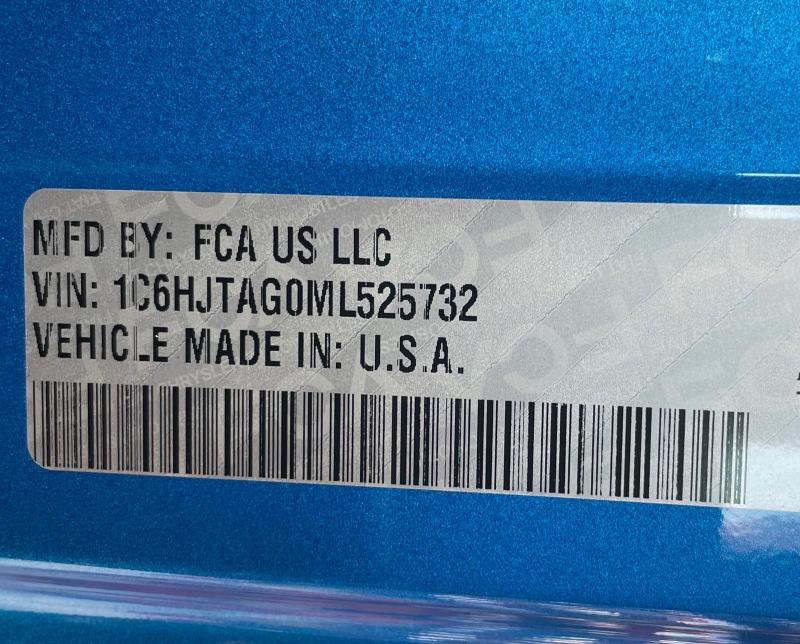 MFD BY: FCA US LLC
VIN: 1C6HJTAG0ML525732
VEHICLE MADE IN: U.S.A.